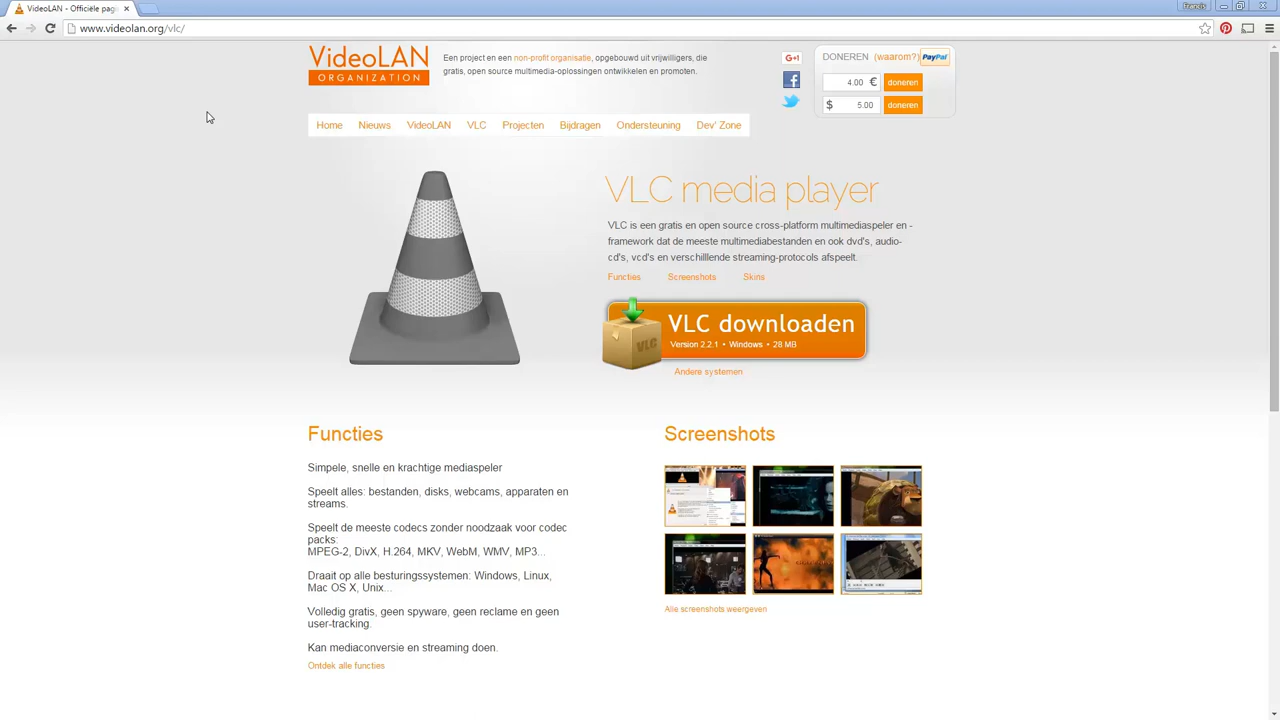 VideoLAN - Officiële pag
Friendly
www.videolan.org/vlc/
VideoLAN
ORGANIZATION
Een project en een non-profit organisatie, opgebouwd uit vrijwilligers, die
gratis, open source multimedia-oplossingen ontwikkelen en promoten.
G+1
DONEREN (waarom?) PayPal
4.00 € doneren
$ 5.00 doneren
Home Nieuws VideoLAN VLC Projecten Bijdragen Ondersteuning Dev' Zone
VLC media player
VLC is een gratis en open source cross-platform multimediaspeler en -
framework dat de meeste multimediabestanden en ook dvd's, audio-
cd's, vcd's en verschilllende streaming-protocols afspeelt.
Functies Screenshots Skins
VLC
VLC downloaden
Version 2.2.1 • Windows • 28 MB
Andere systemen
Functies
Simpele, snelle en krachtige mediaspeler
Speelt alles: bestanden, disks, webcams, apparaten en
streams.
Speelt de meeste codecs zonder noodzaak voor codec
packs:
MPEG-2, DivX, H.264, MKV, WebM, WMV, MP3...
Draait op alle besturingssystemen: Windows, Linux,
Mac OS X, Unix...
Volledig gratis, geen spyware, geen reclame en geen
user-tracking.
Kan mediaconversie en streaming doen.
Ontdek alle functies
Screenshots
Alle screenshots weergeven